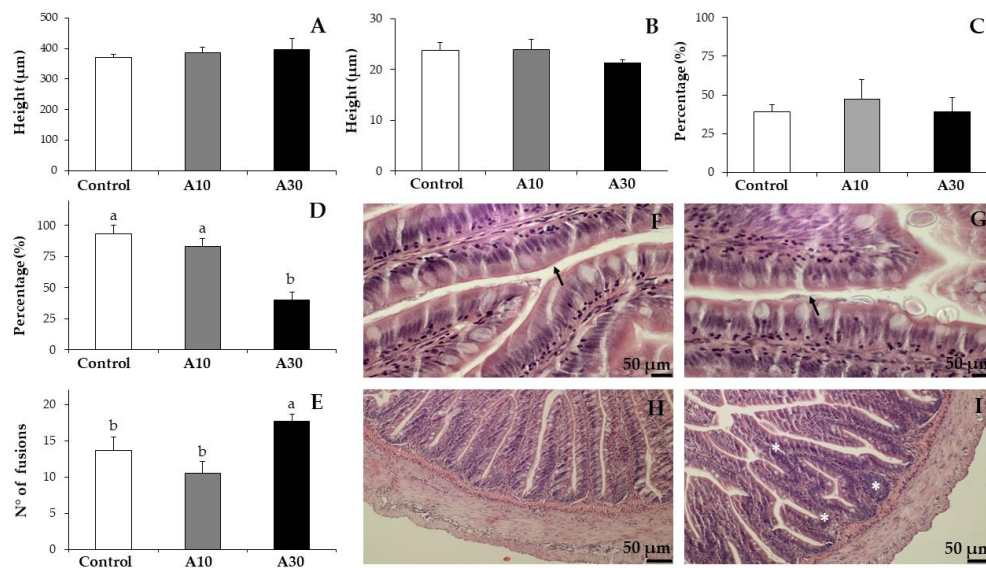 A
Height (μm)
500
400
300
200
100
0
Control A10 A30
B
Height (μm)
30
20
10
0
Control A10 A30
C
Percentage (%)
100
75
50
25
0
Control A10 A30
D
Percentage (%)
100
75
50
25
0
a a b
Control A10 A30
E
N° of fusions
20
15
10
5
0
b b a
Control A10 A30
F
50 μm
G
50 μm
H
50 μm
I
* * *
50 μm